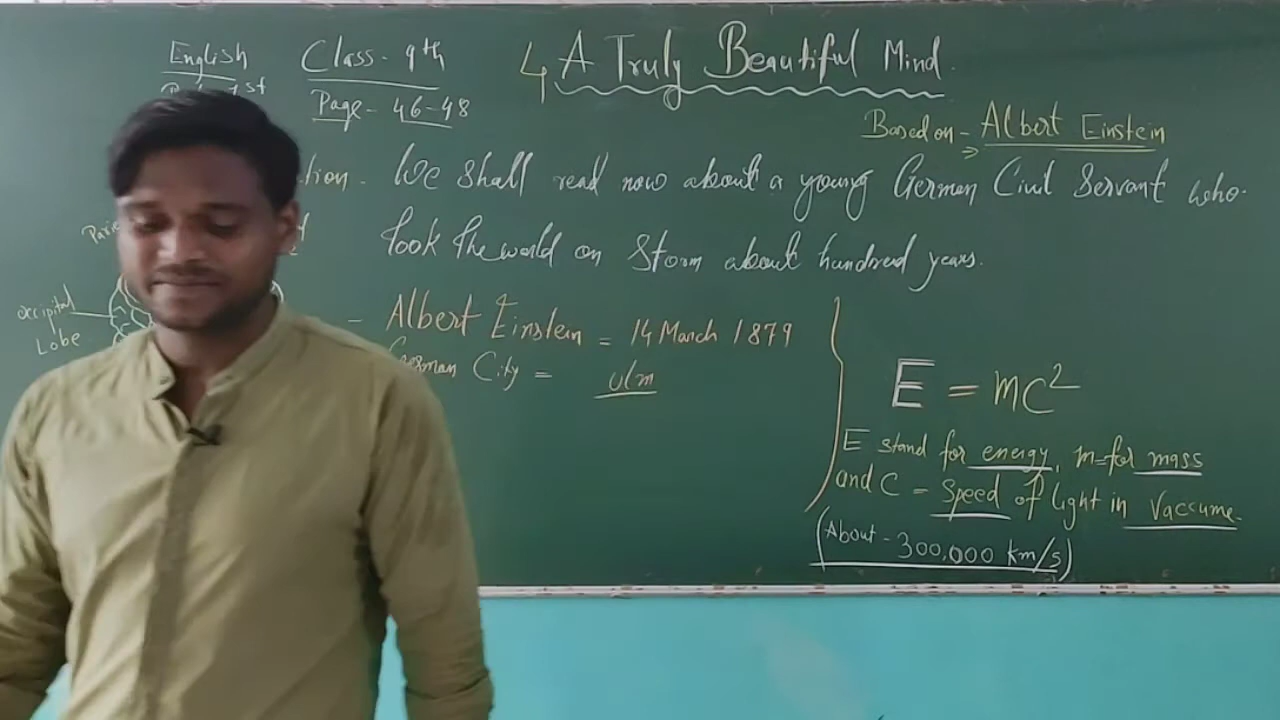 English Class - 9th 4 A Truly Beautiful Mind.
1st Page - 46-48
Based on - Albert Einstein
tion - We shall read now about a young German Civil Servant who
took the world on Storm about hundred years.
Occipital
Lobe
- Albert Einstein = 14 March 1879
German City = Ulm
E = mc²
E stand for energy, m=for mass
and C = Speed of light in Vaccume.
(About - 300,000 km/s)